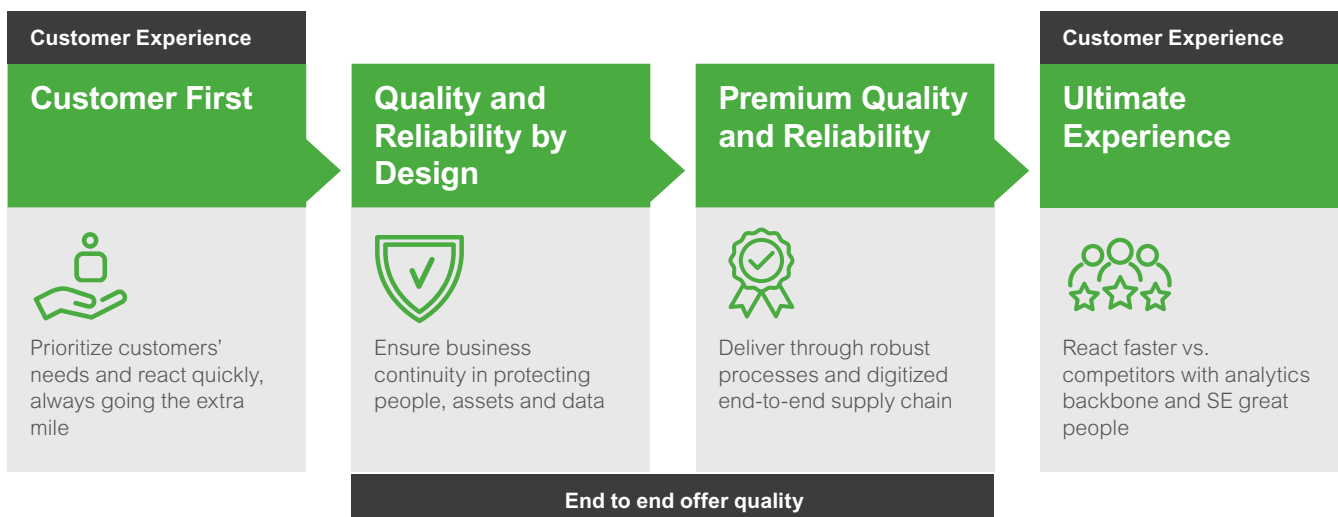 Customer Experience
Customer First
Prioritize customers'
needs and react quickly,
always going the extra
mile
Quality and
Reliability by
Design
Ensure business
continuity in protecting
people, assets and data
Premium Quality
and Reliability
Deliver through robust
processes and digitized
end-to-end supply chain
End to end offer quality
Customer Experience
Ultimate
Experience
React faster vs.
competitors with analytics
backbone and SE great
people